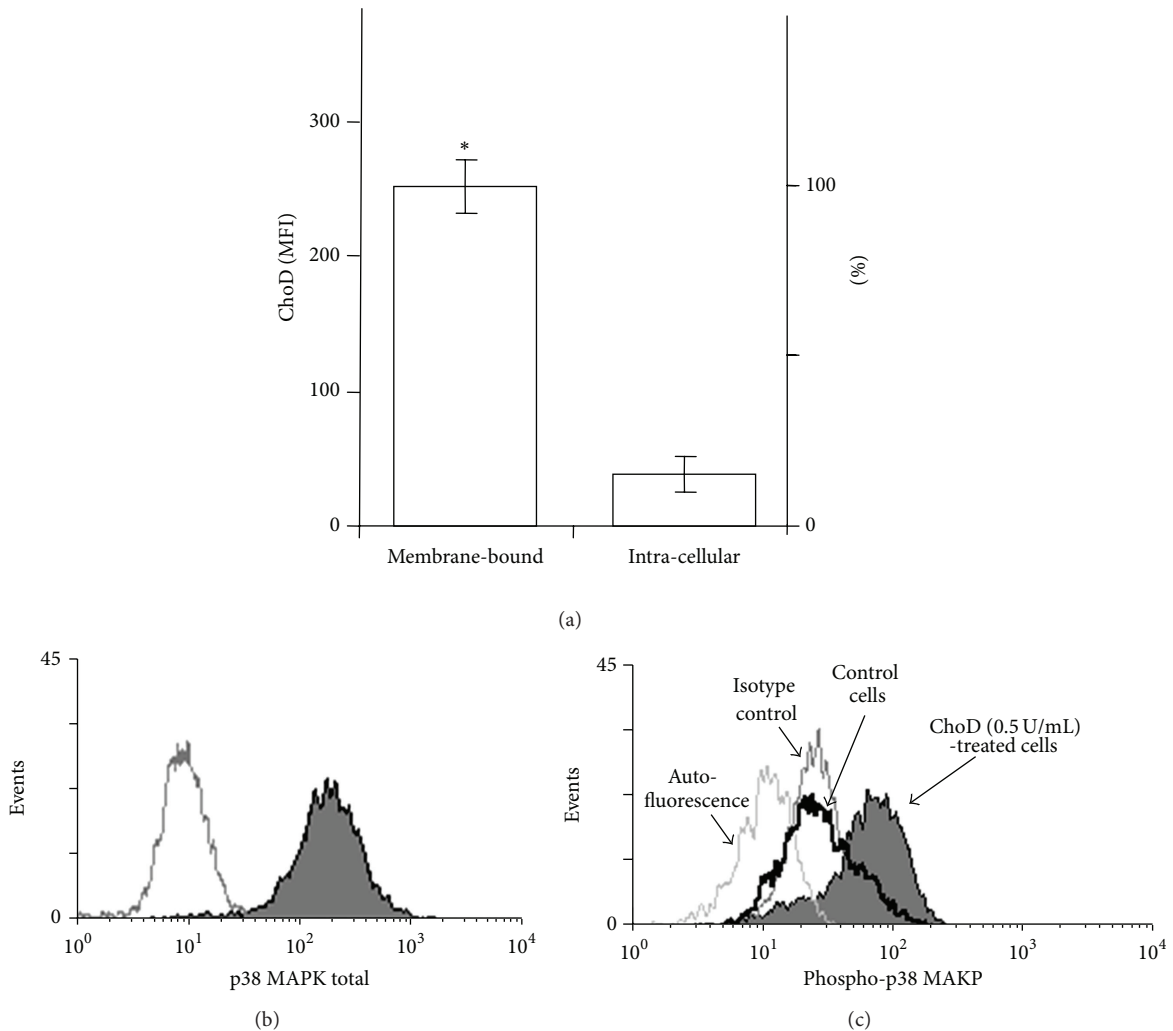 300
200
100
0
ChoD (MFI)
*
100
0
(%)
Membrane-bound
Intra-cellular
(a)
45
0
Events
10^0
10^1
10^2
10^3
10^4
p38 MAPK total
(b)
45
0
Events
Auto-
fluorescence
Isotype
control
Control
cells
ChoD (0.5 U/mL)
-treated cells
10^0
10^1
10^2
10^3
10^4
Phospho-p38 MAKP
(c)